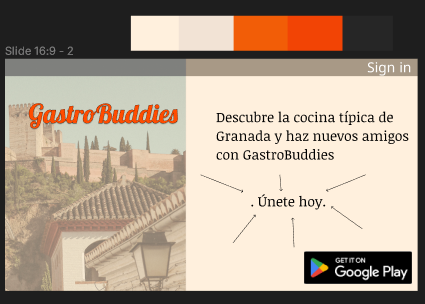 Slide 16:9 - 2
Sign in
GastroBuddies
Descubre la cocina típica de
Granada y haz nuevos amigos
con GastroBuddies
. Únete hoy.
GET IT ON
Google Play